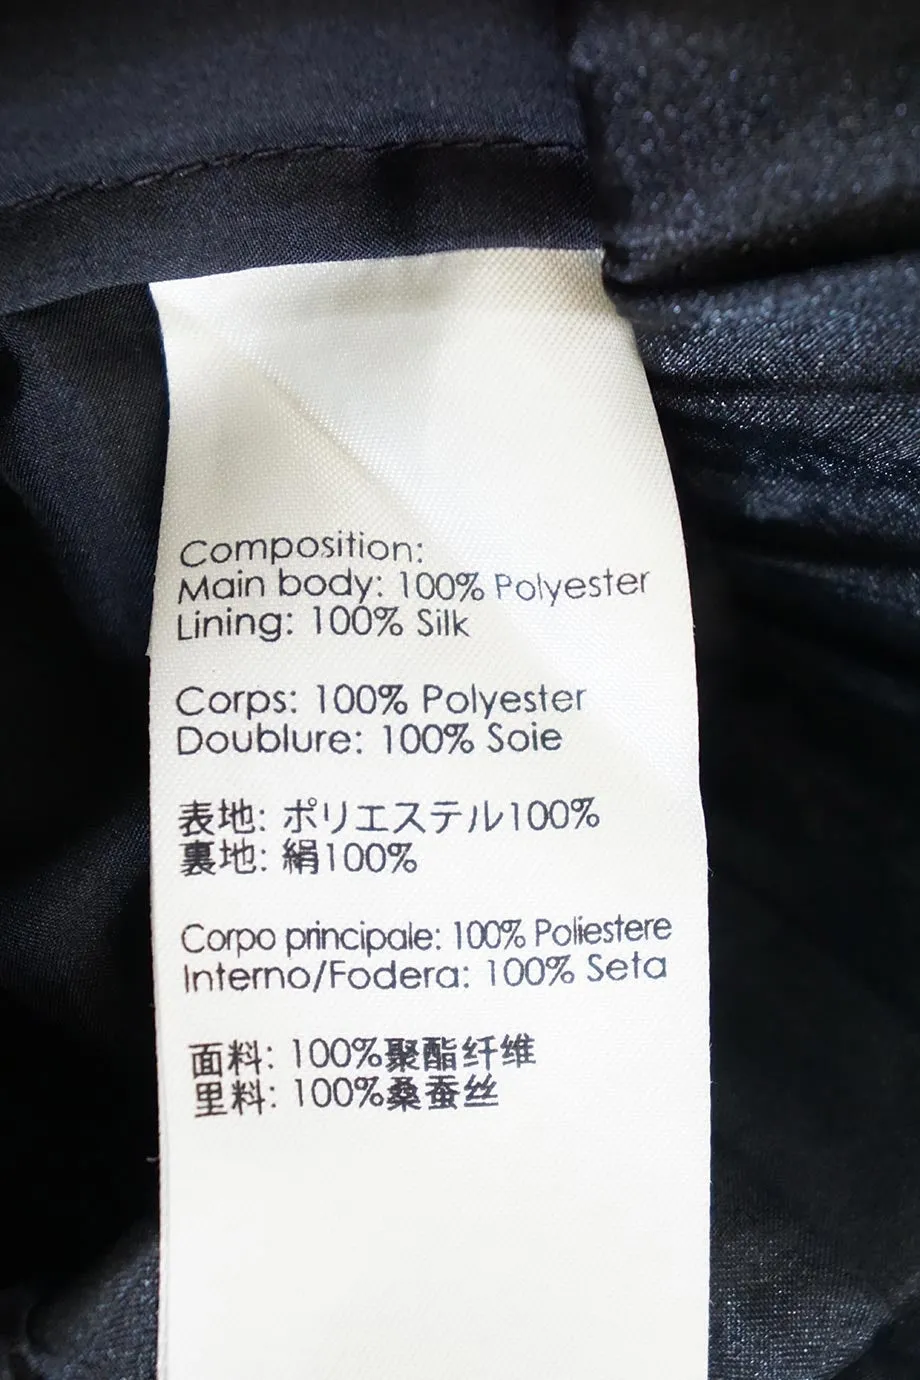 Composition:
Main body: 100% Polyester
Lining: 100% Silk
Corps: 100% Polyester
Doublure: 100% Soie
表地: ポリエステル100%
裏地: 絹100%
Corpo principale: 100% Poliestere
Interno/Fodera: 100% Seta
面料: 100%聚酯纤维
里料: 100%桑蚕丝